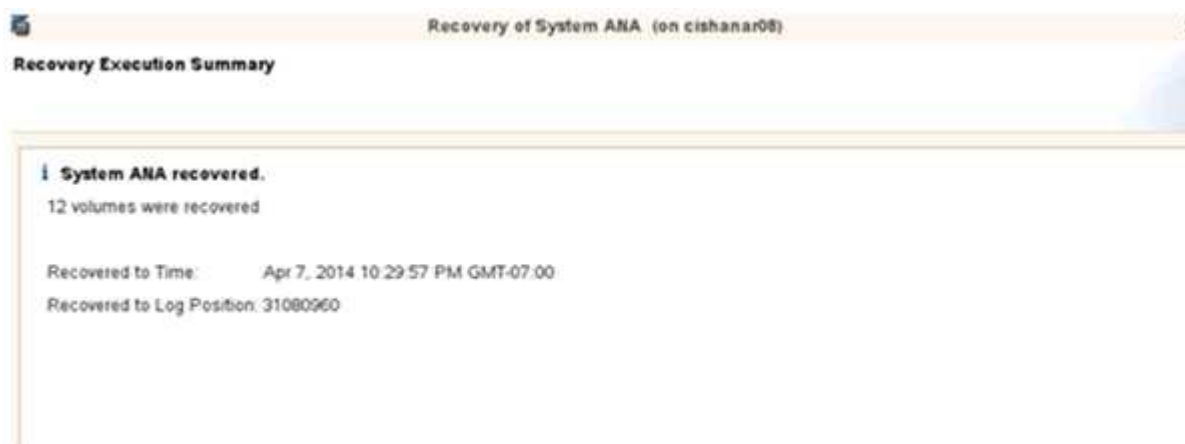 Recovery of System ANA (on cishanar08)
Recovery Execution Summary
System ANA recovered.
12 volumes were recovered
Recovered to Time: Apr 7, 2014 10:29:57 PM GMT-07:00
Recovered to Log Position: 31080960